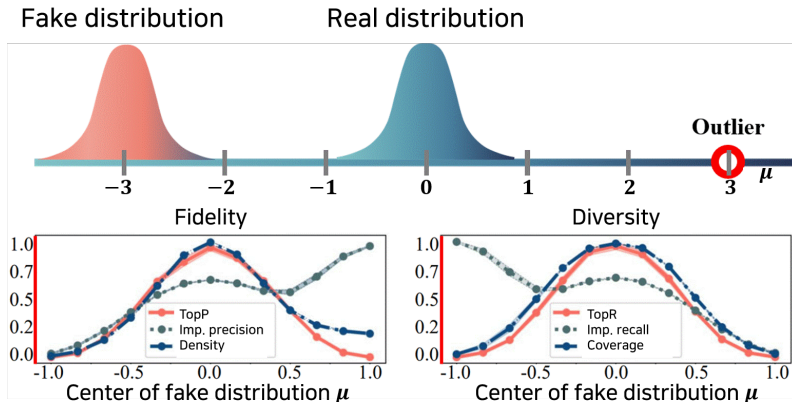 Fake distribution
Real distribution
Outlier
−3 −2 −1 0 1 2 3 μ
Fidelity
1.0
0.7
0.5
0.2
0.0
TopP
Imp. precision
Density
-1.0 -0.5 0.0 0.5 1.0
Center of fake distribution μ
Diversity
1.0
0.7
0.5
0.2
0.0
TopR
Imp. recall
Coverage
-1.0 -0.5 0.0 0.5 1.0
Center of fake distribution μ